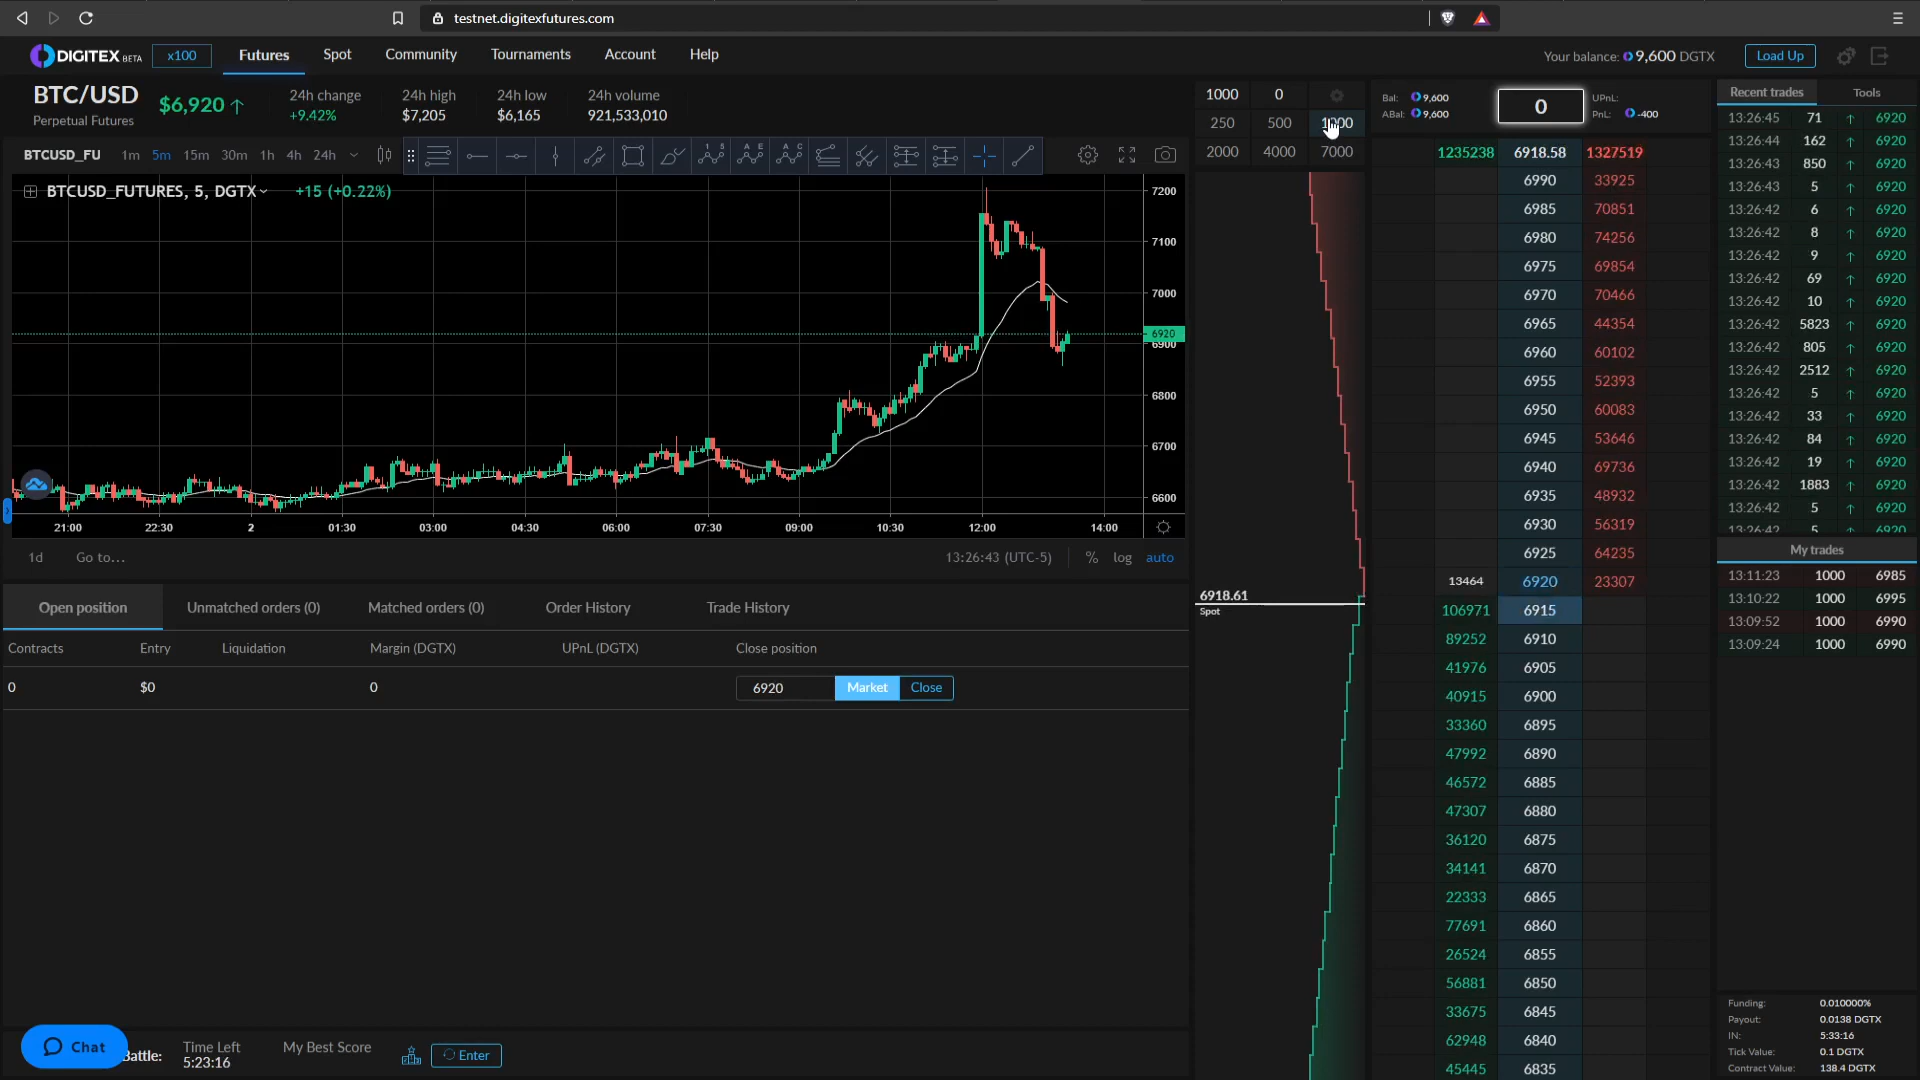 testnet.digitexfutures.com
DIGITEX BETA x100 Futures Spot Community Tournaments Account Help Your balance: 9,600 DGTX Load Up
BTC/USD
Perpetual Futures
$6,920 ↑
24h change
+9.42%
24h high
$7,205
24h low
$6,165
24h volume
921,533,010
BTCUSD_FU 1m 5m 15m 30m 1h 4h 24h
BTCUSD_FUTURES, 5, DGTX +15 (+0.22%)
7200
7100
7000
6920
6900
6800
6700
6600
21:00 22:30 2 01:30 03:00 04:30 06:00 07:30 09:00 10:30 12:00 14:00
1d Go to... 13:26:43 (UTC-5) % log auto
Open position Unmatched orders (0) Matched orders (0) Order History Trade History
Contracts Entry Liquidation Margin (DGTX) UPnL (DGTX) Close position
0 $0 0 6920 Market Close
Chat
Battle:
Time Left
5:23:16
My Best Score
Enter
1000 0
250 500 1000
2000 4000 7000
6918.61
Spot
Bal: 9,600
ABal: 9,600
0
UPnL:
PnL: -400
1235238 6918.58 1327519
6990 33925
6985 70851
6980 74256
6975 69854
6970 70466
6965 44354
6960 60102
6955 52393
6950 60083
6945 53646
6940 69736
6935 48932
6930 56319
6925 64235
13464 6920 23307
106971 6915
89252 6910
41976 6905
40915 6900
33360 6895
47992 6890
46572 6885
47307 6880
36120 6875
34141 6870
22333 6865
77691 6860
26524 6855
56881 6850
33675 6845
62948 6840
45445 6835
Recent trades Tools
13:26:45 71 ↑ 6920
13:26:44 162 ↑ 6920
13:26:43 850 ↑ 6920
13:26:43 5 ↑ 6920
13:26:42 6 ↑ 6920
13:26:42 8 ↑ 6920
13:26:42 9 ↑ 6920
13:26:42 69 ↑ 6920
13:26:42 10 ↑ 6920
13:26:42 5823 ↑ 6920
13:26:42 805 ↑ 6920
13:26:42 2512 ↑ 6920
13:26:42 5 ↑ 6920
13:26:42 33 ↑ 6920
13:26:42 84 ↑ 6920
13:26:42 19 ↑ 6920
13:26:42 1883 ↑ 6920
13:26:42 5 ↑ 6920
13:26:42 5 ↑ 6920
My trades
13:11:23 1000 6985
13:10:22 1000 6995
13:09:52 1000 6990
13:09:24 1000 6990
Funding: 0.010000%
Payout: 0.0138 DGTX
IN: 5:33:16
Tick Value: 0.1 DGTX
Contract Value: 138.4 DGTX